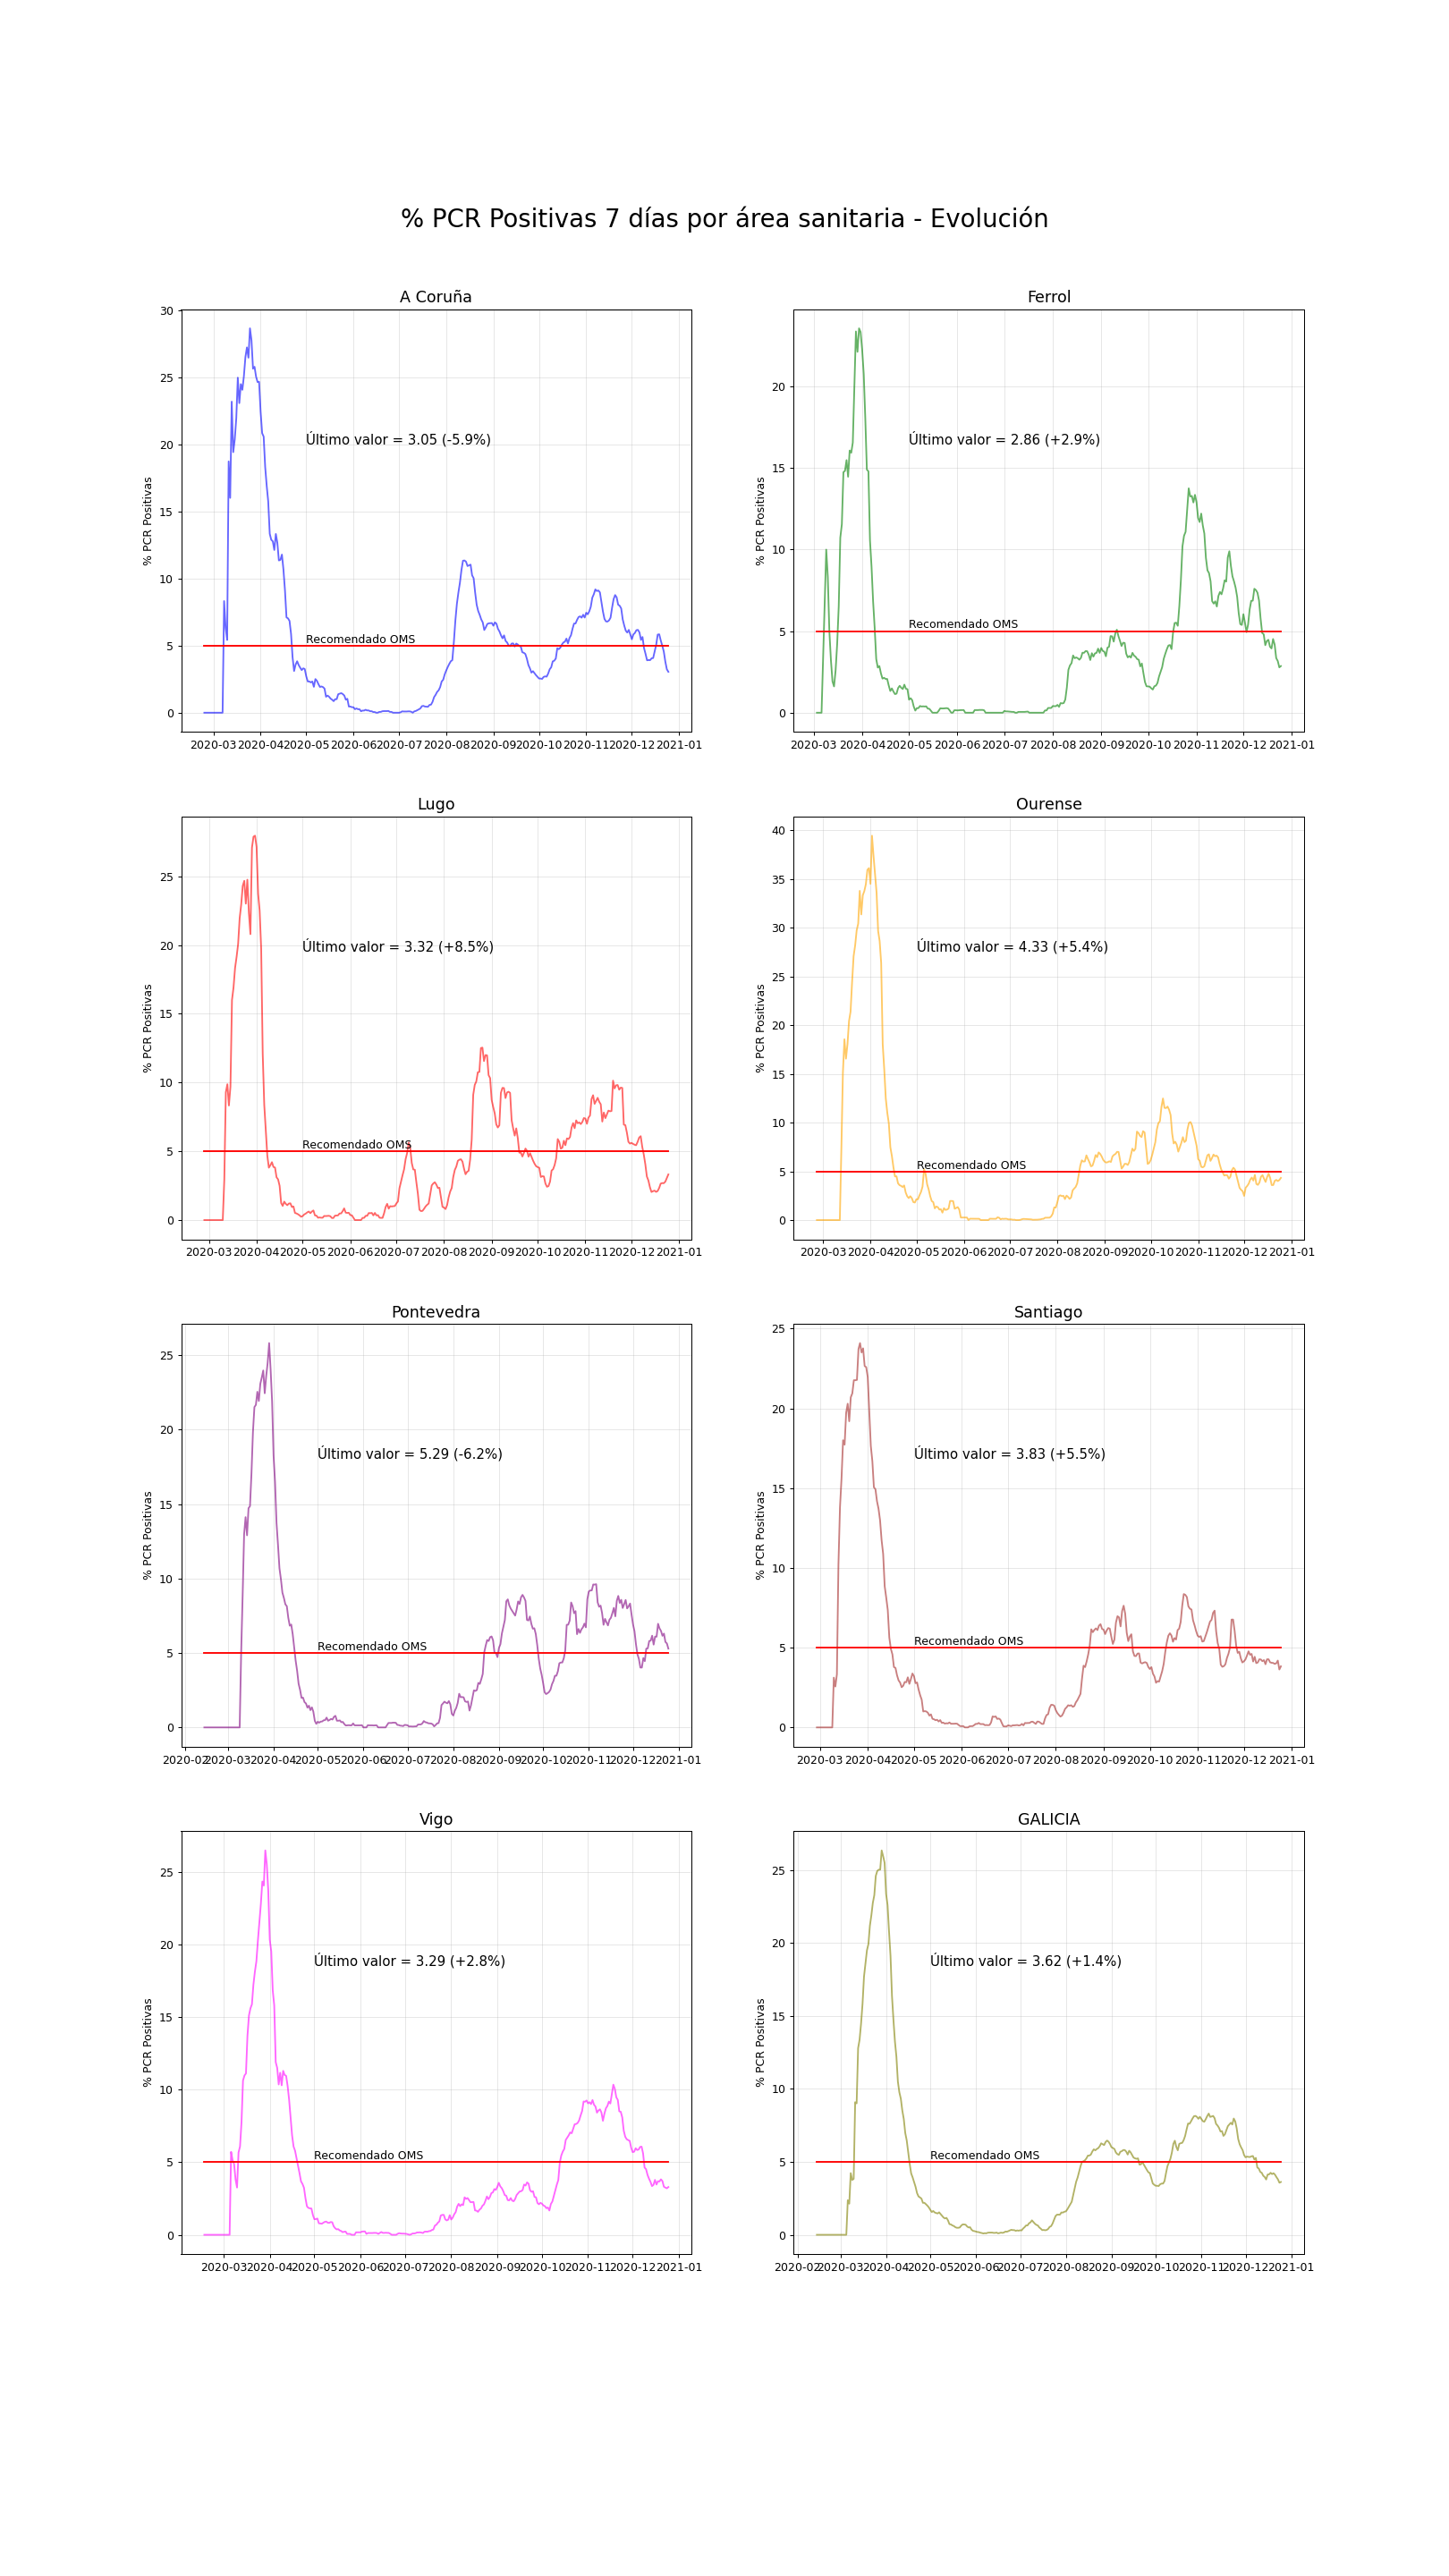 % PCR Positivas 7 días por área sanitaria - Evolución
A Coruña
30
25
20
15
10
5
0
% PCR Positivas
Último valor = 3.05 (-5.9%)
Recomendado OMS
2020-03 2020-04 2020-05 2020-06 2020-07 2020-08 2020-09 2020-10 2020-11 2020-12 2021-01
Ferrol
20
15
10
5
0
% PCR Positivas
Último valor = 2.86 (+2.9%)
Recomendado OMS
2020-03 2020-04 2020-05 2020-06 2020-07 2020-08 2020-09 2020-10 2020-11 2020-12 2021-01
Lugo
25
20
15
10
5
0
% PCR Positivas
Último valor = 3.32 (+8.5%)
Recomendado OMS
2020-03 2020-04 2020-05 2020-06 2020-07 2020-08 2020-09 2020-10 2020-11 2020-12 2021-01
Ourense
40
35
30
25
20
15
10
5
0
% PCR Positivas
Último valor = 4.33 (+5.4%)
Recomendado OMS
2020-03 2020-04 2020-05 2020-06 2020-07 2020-08 2020-09 2020-10 2020-11 2020-12 2021-01
Pontevedra
25
20
15
10
5
0
% PCR Positivas
Último valor = 5.29 (-6.2%)
Recomendado OMS
2020-02 2020-03 2020-04 2020-05 2020-06 2020-07 2020-08 2020-09 2020-10 2020-11 2020-12 2021-01
Santiago
25
20
15
10
5
0
% PCR Positivas
Último valor = 3.83 (+5.5%)
Recomendado OMS
2020-03 2020-04 2020-05 2020-06 2020-07 2020-08 2020-09 2020-10 2020-11 2020-12 2021-01
Vigo
25
20
15
10
5
0
% PCR Positivas
Último valor = 3.29 (+2.8%)
Recomendado OMS
2020-03 2020-04 2020-05 2020-06 2020-07 2020-08 2020-09 2020-10 2020-11 2020-12 2021-01
GALICIA
25
20
15
10
5
0
% PCR Positivas
Último valor = 3.62 (+1.4%)
Recomendado OMS
2020-02 2020-03 2020-04 2020-05 2020-06 2020-07 2020-08 2020-09 2020-10 2020-11 2020-12 2021-01